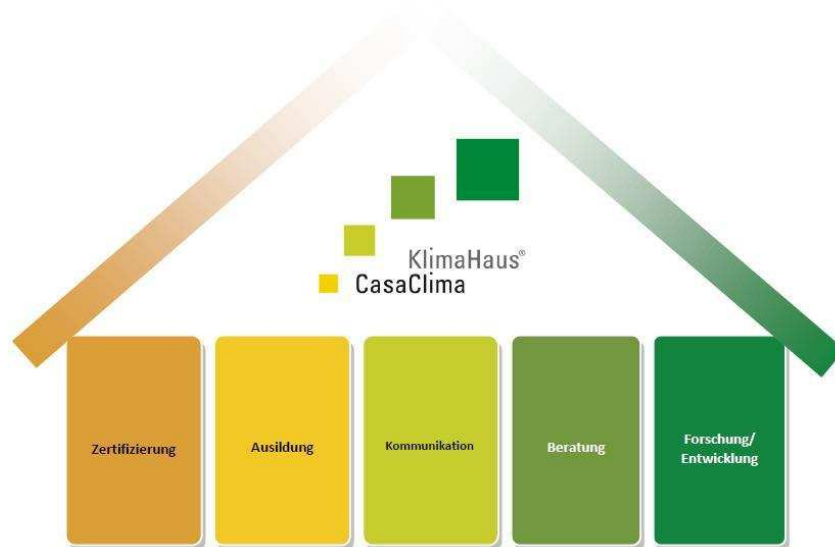 KlimaHaus®
CasaClima
Zertifizierung
Ausildung
Kommunikation
Beratung
Forschung/
Entwicklung